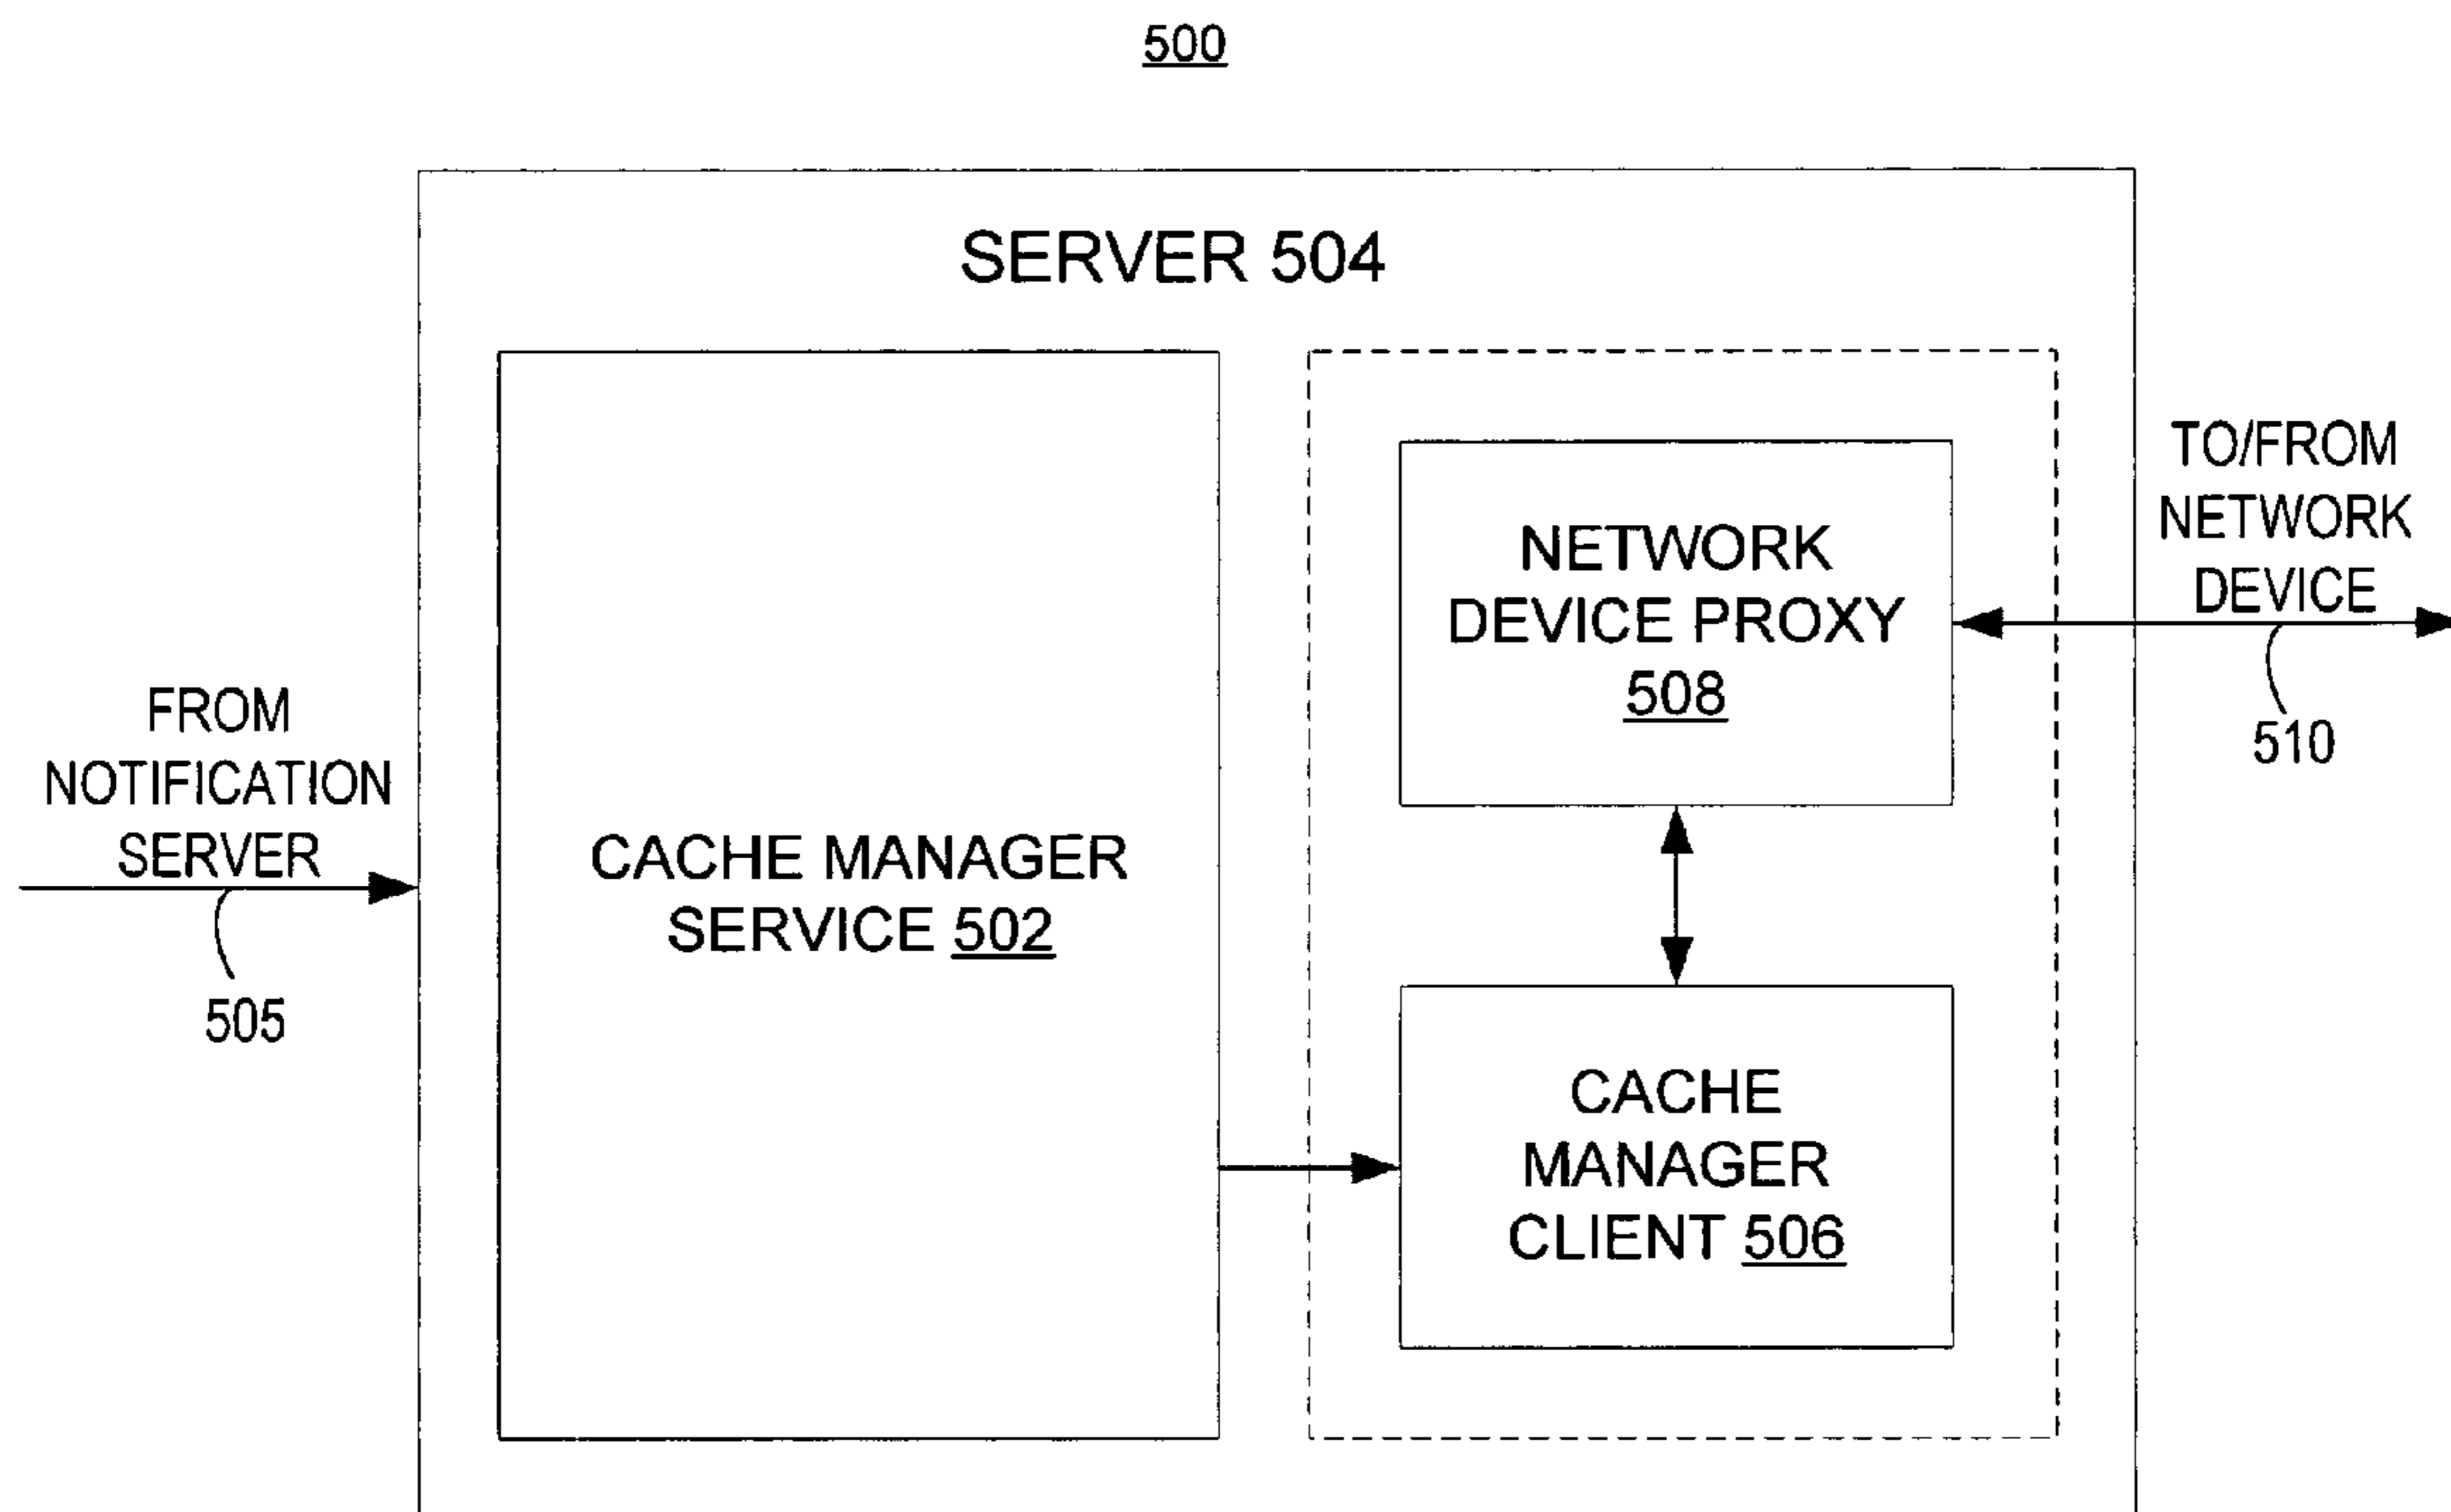 500
SERVER 504
FROM
NOTIFICATION
SERVER
505
CACHE MANAGER
SERVICE 502
NETWORK
DEVICE PROXY
508
CACHE
MANAGER
CLIENT 506
TO/FROM
NETWORK
DEVICE
510